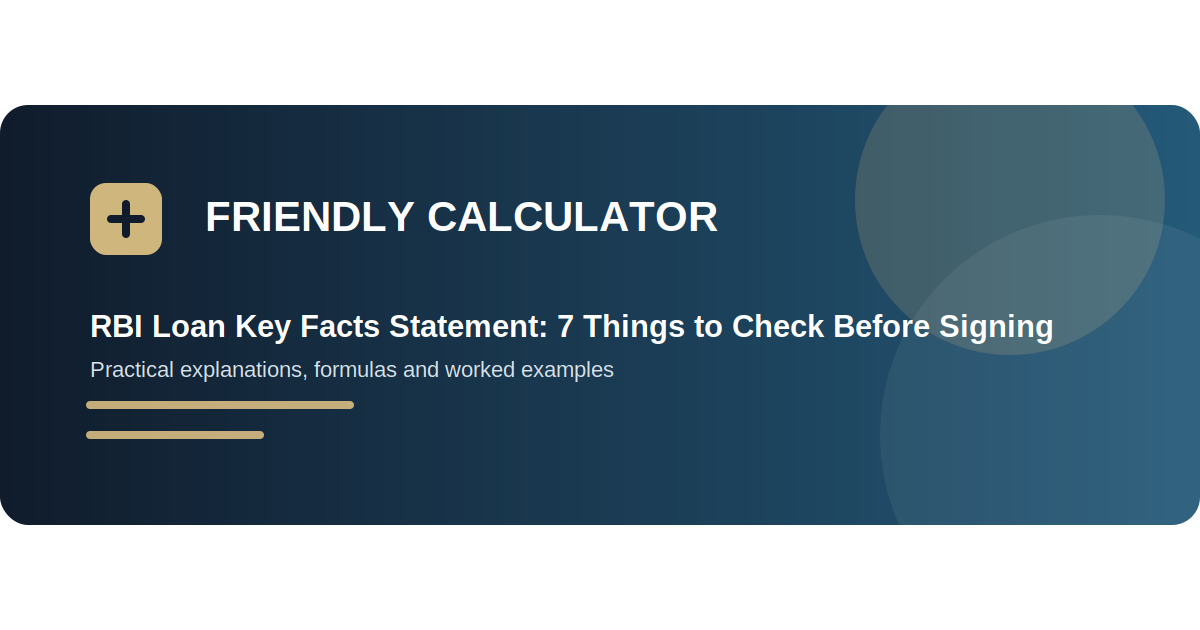 FRIENDLY CALCULATOR
RBI Loan Key Facts Statement: 7 Things to Check Before Signing
Practical explanations, formulas and worked examples